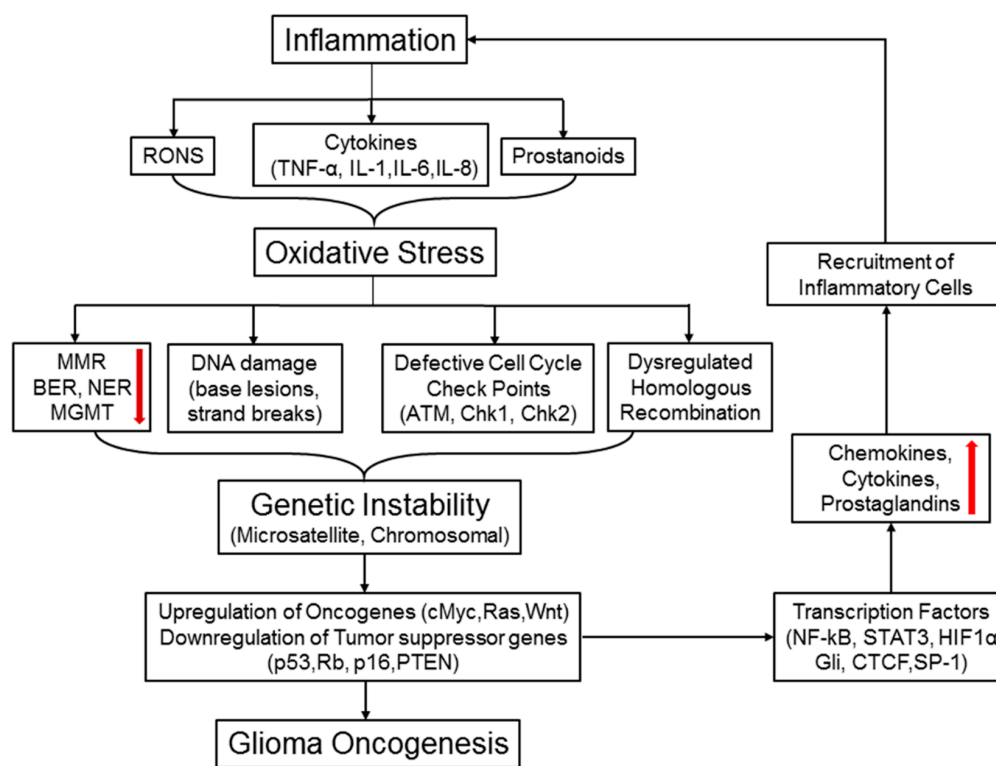 Inflammation
RONS
Cytokines
(TNF-α, IL-1,IL-6,IL-8)
Prostanoids
Oxidative Stress
MMR
BER, NER
MGMT
DNA damage
(base lesions,
strand breaks)
Defective Cell Cycle
Check Points
(ATM, Chk1, Chk2)
Dysregulated
Homologous
Recombination
Genetic Instability
(Microsatellite, Chromosomal)
Upregulation of Oncogenes (cMyc,Ras,Wnt)
Downregulation of Tumor suppressor genes
(p53,Rb, p16,PTEN)
Glioma Oncogenesis
Transcription Factors
(NF-kB, STAT3, HIF1α
Gli, CTCF,SP-1)
Chemokines,
Cytokines,
Prostaglandins
Recruitment of
Inflammatory Cells